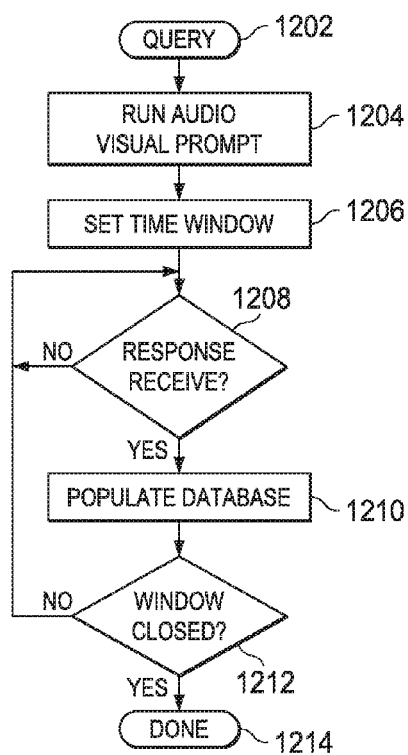 QUERY
1202
RUN AUDIO
VISUAL PROMPT
1204
SET TIME WINDOW
1206
1208
NO
RESPONSE
RECEIVE?
YES
POPULATE DATABASE
1210
NO
WINDOW
CLOSED?
YES
1212
DONE
1214